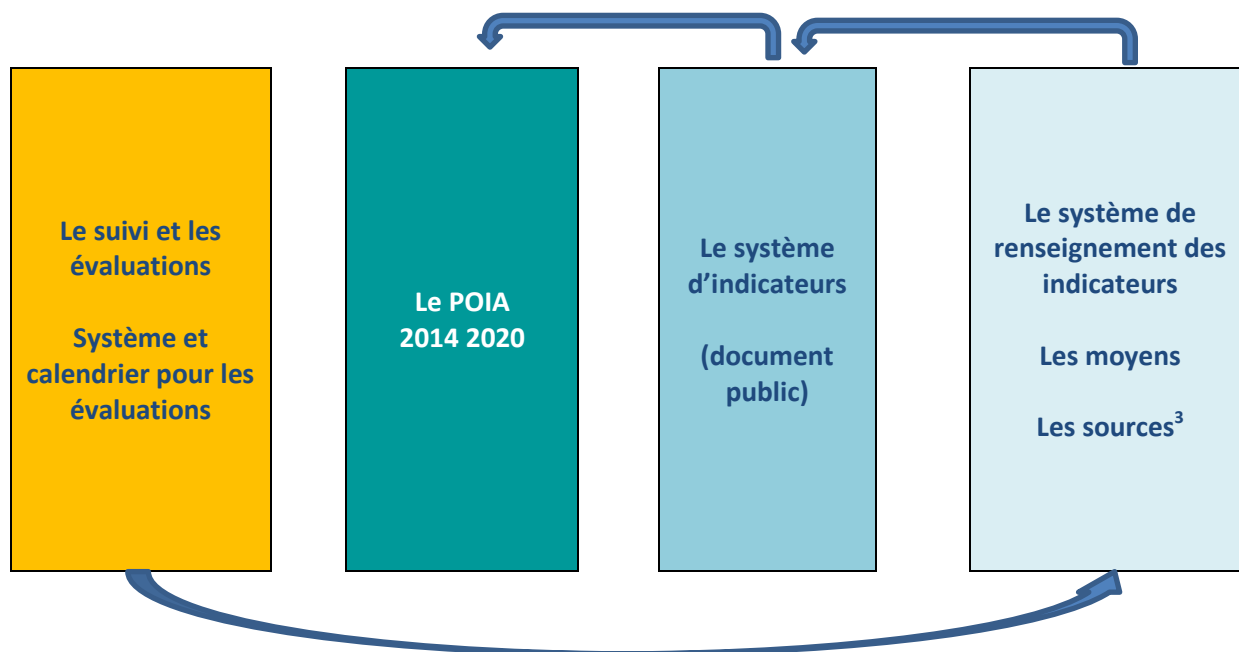 Le suivi et les
évaluations
Système et
calendrier pour les
évaluations
Le POIA
2014 2020
Le système
d’indicateurs
(document
public)
Le système de
renseignement des
indicateurs
Les moyens
Les sources³